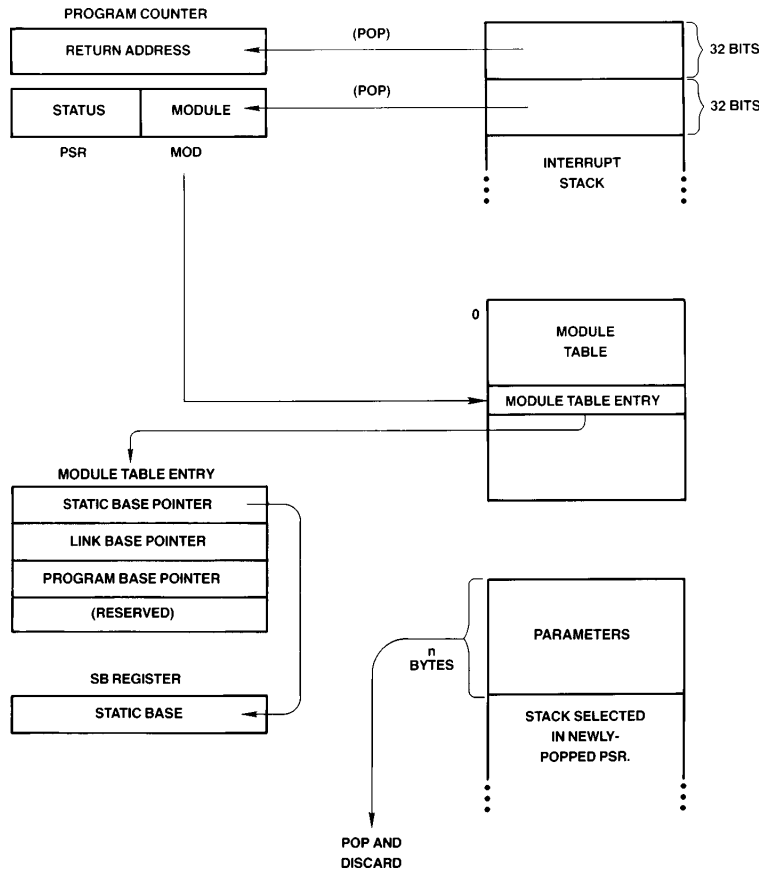 PROGRAM COUNTER
RETURN ADDRESS
(POP)
32 BITS
STATUS
MODULE
(POP)
32 BITS
PSR
MOD
INTERRUPT
STACK
0
MODULE
TABLE
MODULE TABLE ENTRY
MODULE TABLE ENTRY
STATIC BASE POINTER
LINK BASE POINTER
PROGRAM BASE POINTER
(RESERVED)
SB REGISTER
STATIC BASE
n
BYTES
PARAMETERS
STACK SELECTED
IN NEWLY-
POPPED PSR.
POP AND
DISCARD